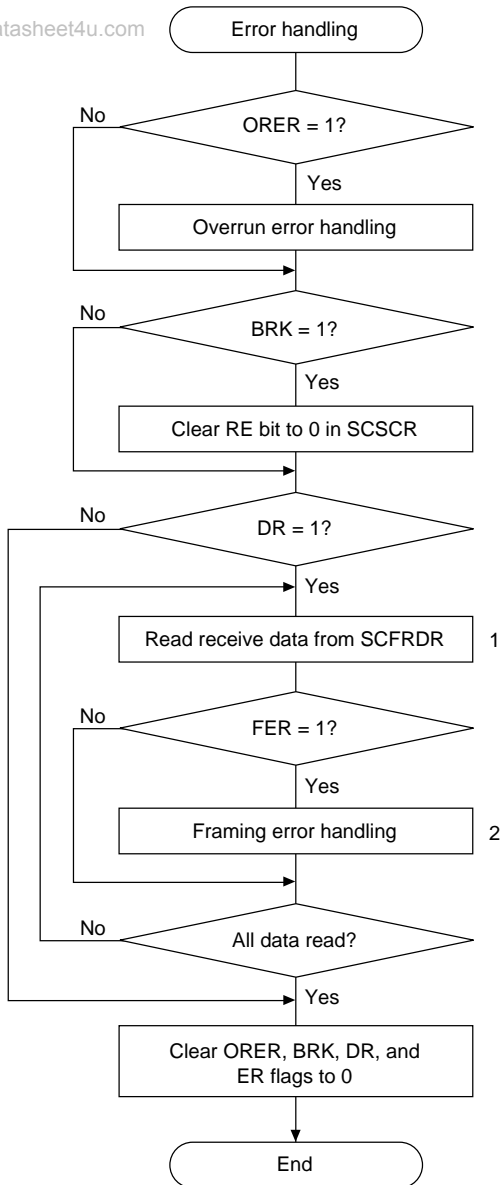 atasheet4u.com
Error handling
No
ORER = 1?
Yes
Overrun error handling
No
BRK = 1?
Yes
Clear RE bit to 0 in SCSCR
No
DR = 1?
Yes
Read receive data from SCFRDR
1
No
FER = 1?
Yes
Framing error handling
2
No
All data read?
Yes
Clear ORER, BRK, DR, and
ER flags to 0
End